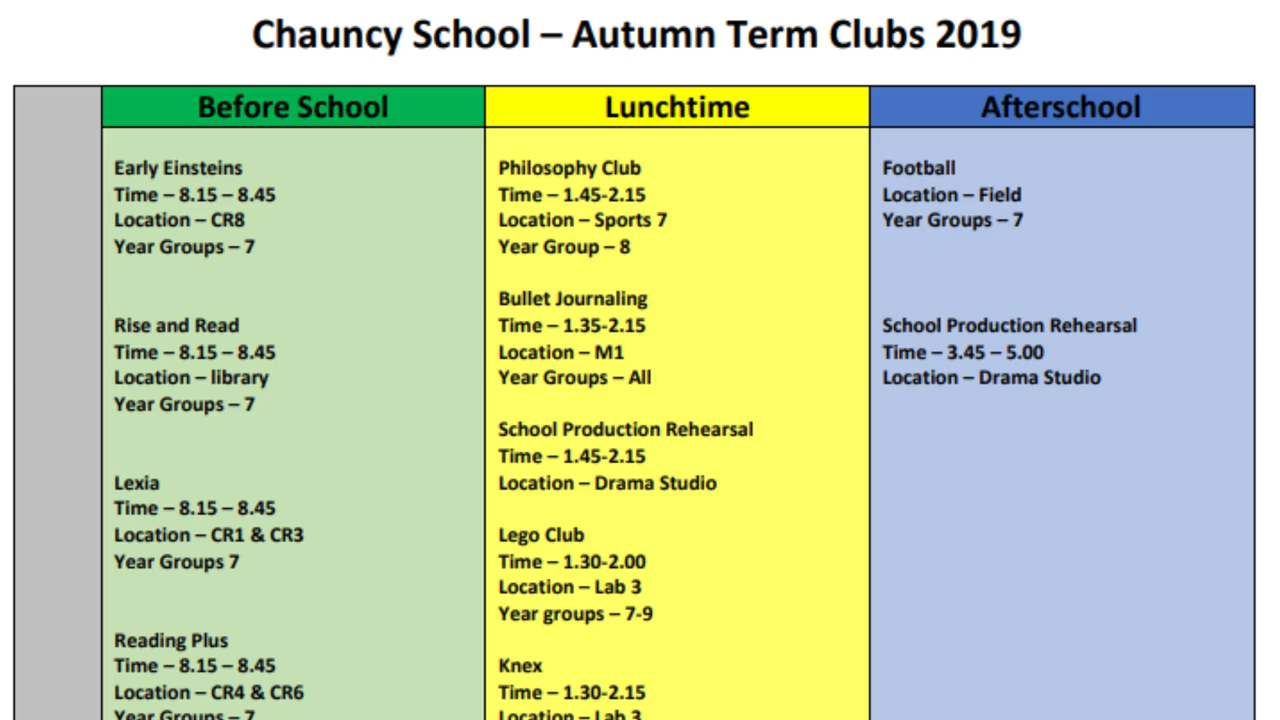 Chauncy School – Autumn Term Clubs 2019
Before School
Lunchtime
Afterschool
Early Einsteins
Time – 8.15 – 8.45
Location – CR8
Year Groups – 7
Rise and Read
Time – 8.15 – 8.45
Location – library
Year Groups – 7
Lexia
Time – 8.15 – 8.45
Location – CR1 & CR3
Year Groups 7
Reading Plus
Time – 8.15 – 8.45
Location – CR4 & CR6
Year Groups – 7
Philosophy Club
Time – 1.45-2.15
Location – Sports 7
Year Group – 8
Bullet Journaling
Time – 1.35-2.15
Location – M1
Year Groups – All
School Production Rehearsal
Time – 1.45-2.15
Location – Drama Studio
Lego Club
Time – 1.30-2.00
Location – Lab 3
Year groups – 7-9
Knex
Time – 1.30-2.15
Location – Lab 3
Football
Location – Field
Year Groups – 7
School Production Rehearsal
Time – 3.45 – 5.00
Location – Drama Studio